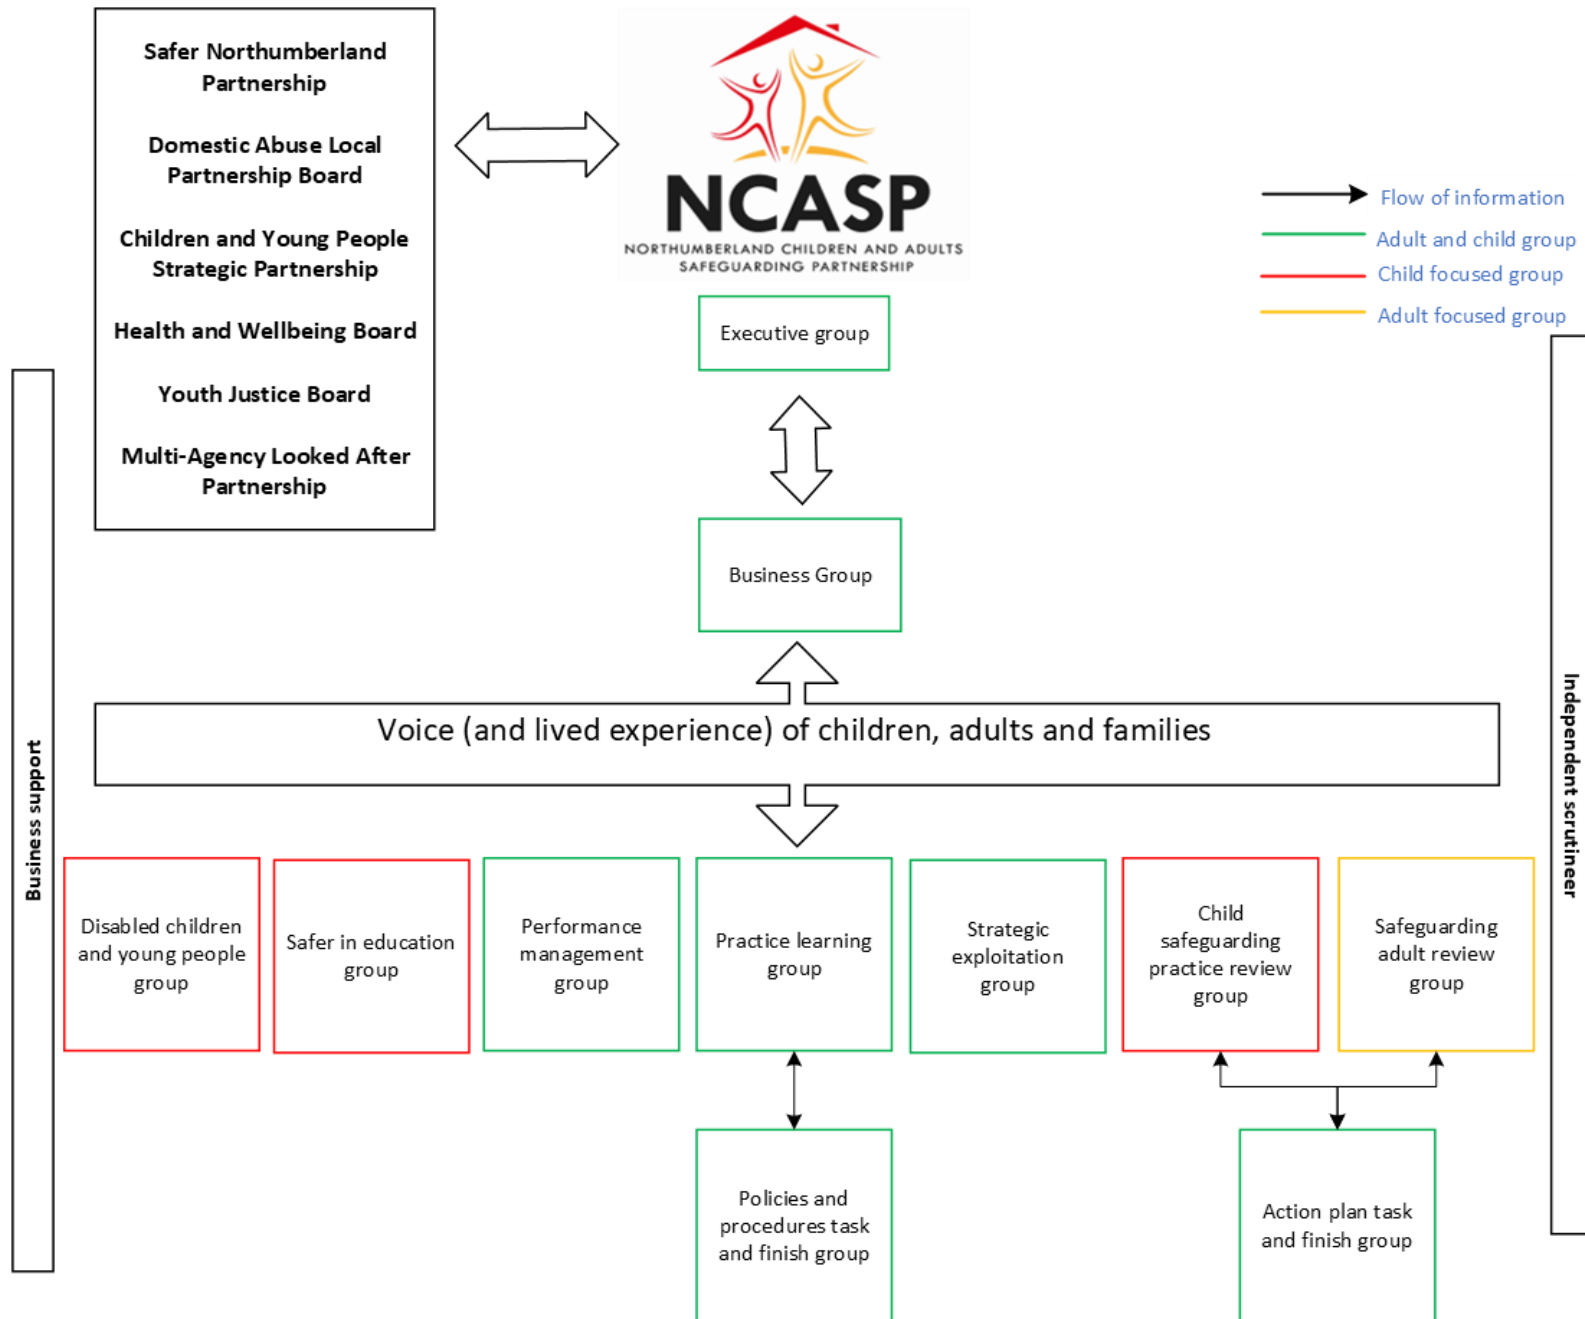 Safer Northumberland
Partnership
Domestic Abuse Local
Partnership Board
Children and Young People
Strategic Partnership
Health and Wellbeing Board
Youth Justice Board
Multi-Agency Looked After
Partnership
NCASP
NORTHUMBERLAND CHILDREN AND ADULTS
SAFEGUARDING PARTNERSHIP
Flow of information
Adult and child group
Child focused group
Adult focused group
Executive group
Business Group
Voice (and lived experience) of children, adults and families
Business support
Independent scrutineer
Disabled children
and young people
group
Safer in education
group
Performance
management
group
Practice learning
group
Strategic
exploitation
group
Child
safeguarding
practice review
group
Safeguarding
adult review
group
Policies and
procedures task
and finish group
Action plan task
and finish group